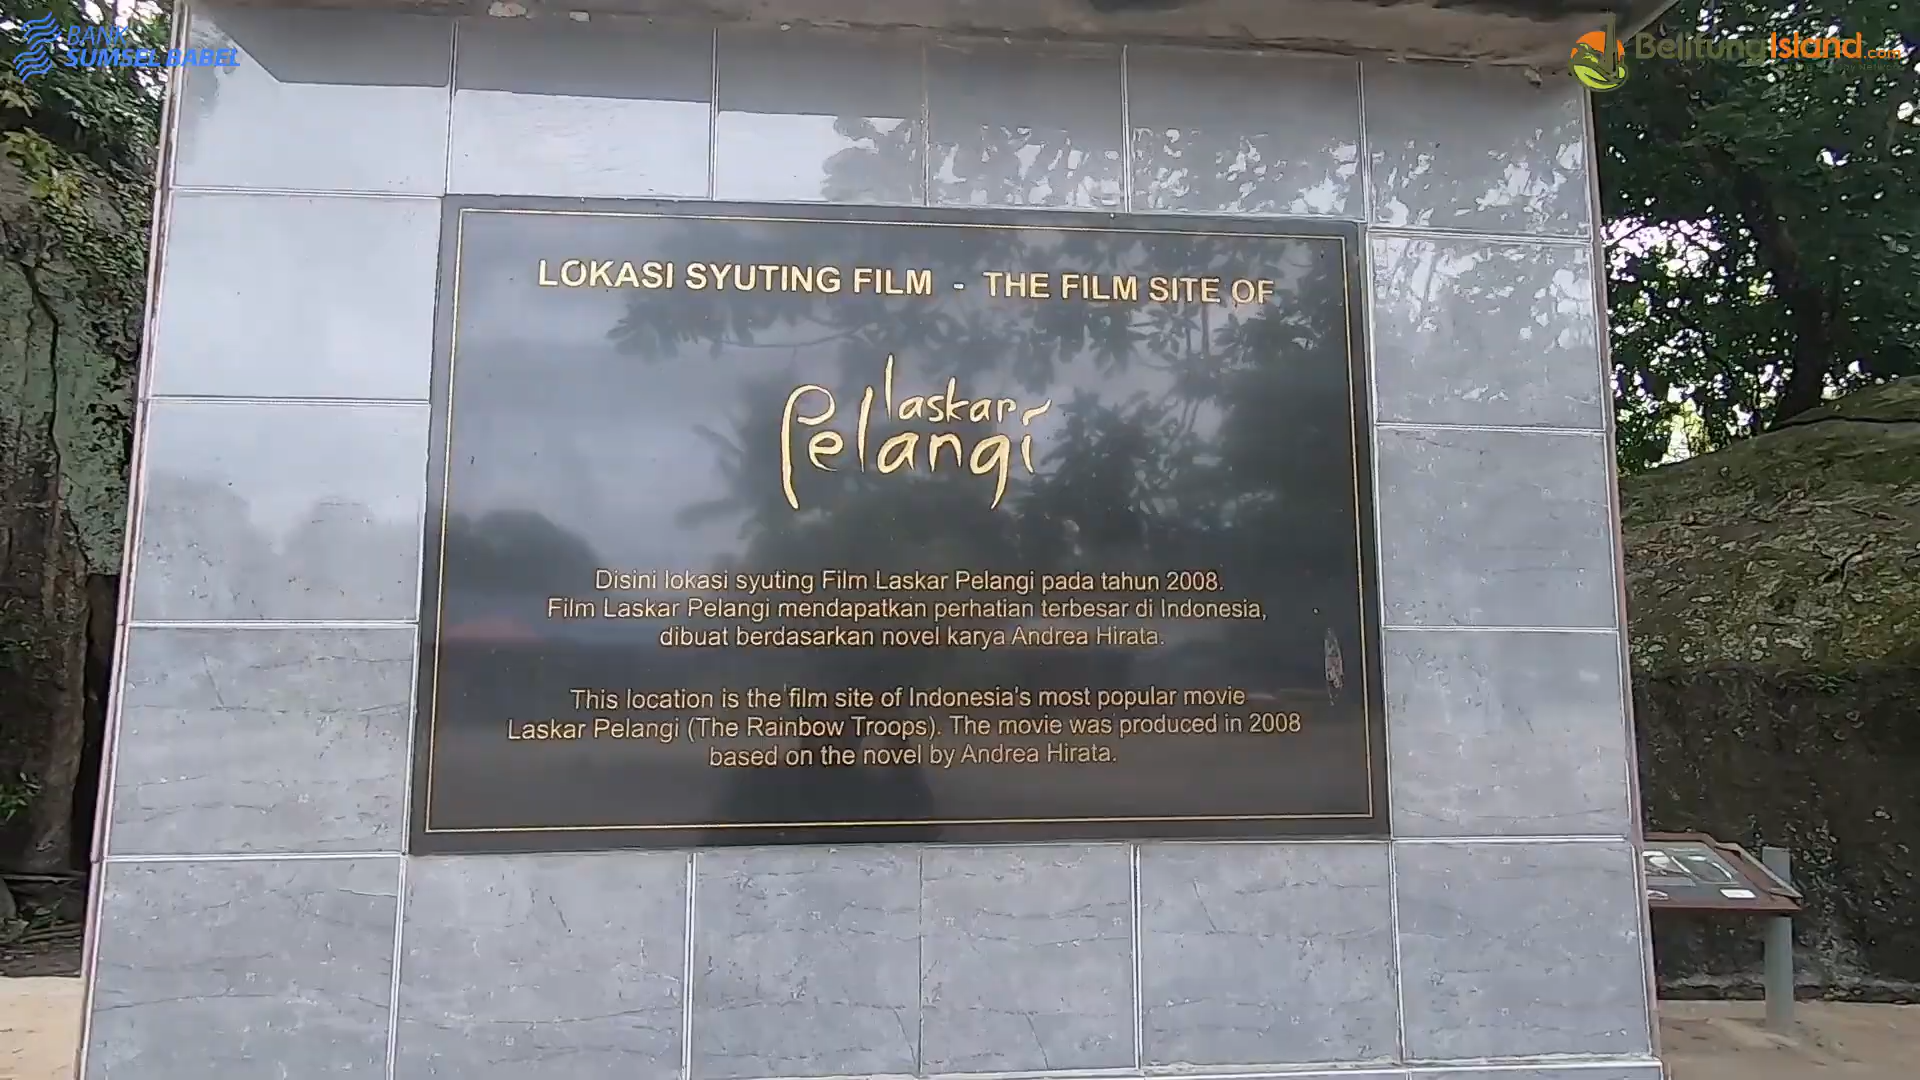 BANK
SUMSEL BABEL
BelitungIsland.com
LOKASI SYUTING FILM - THE FILM SITE OF
laskar
Pelangi
Disini lokasi syuting Film Laskar Pelangi pada tahun 2008.
Film Laskar Pelangi mendapatkan perhatian terbesar di Indonesia,
dibuat berdasarkan novel karya Andrea Hirata.
This location is the film site of Indonesia's most popular movie
Laskar Pelangi (The Rainbow Troops). The movie was produced in 2008
based on the novel by Andrea Hirata.